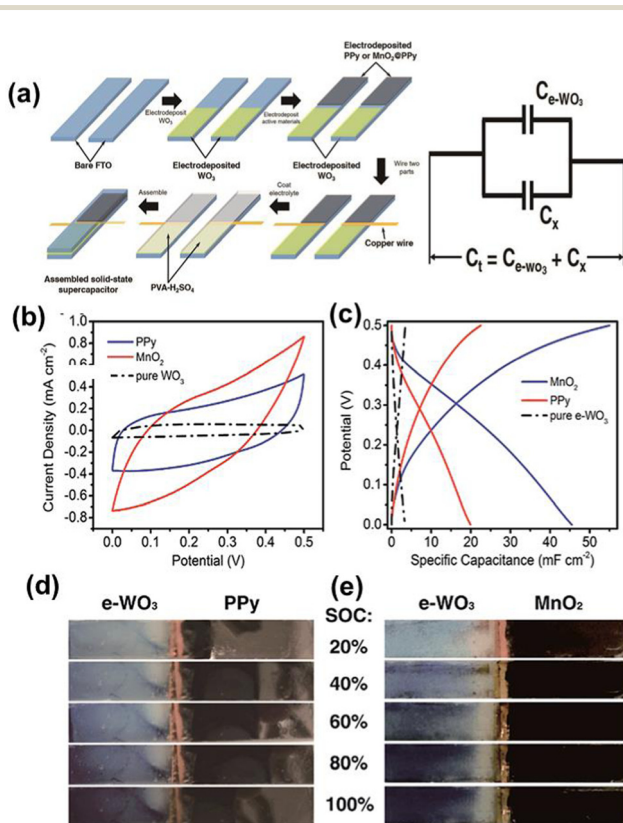 (a)
Electrodeposited
PPy or MnO₂@PPy
Electrodeposit
WO₃
Electrodeposit
active materials
Bare FTO
Electrodeposited
WO₃
Electrodeposited
WO₃
Wire two
parts
Assemble
Coat
electrolyte
Copper wire
Assembled solid-state
supercapacitor
PVA-H₂SO₄
Cₑ₋WO₃
Cₓ
Cₜ = Cₑ₋wo₃ + Cₓ
(b)
1.0
0.8
0.4
0.2
0.0
-0.2
-0.4
-0.6
-0.8
PPy
MnO₂
pure WO₃
Current Density (mA cm⁻²)
0.0 0.1 0.2 0.3 0.4 0.5
Potential (V)
(c)
0.5
0.4
0.3
0.2
0.1
0.0
MnO₂
PPy
pure e-WO₃
Potential (V)
0 10 20 30 40 50
Specific Capacitance (mF cm⁻²)
(d)
e-WO₃ PPy
SOC:
20%
40%
60%
80%
100%
(e)
e-WO₃ MnO₂